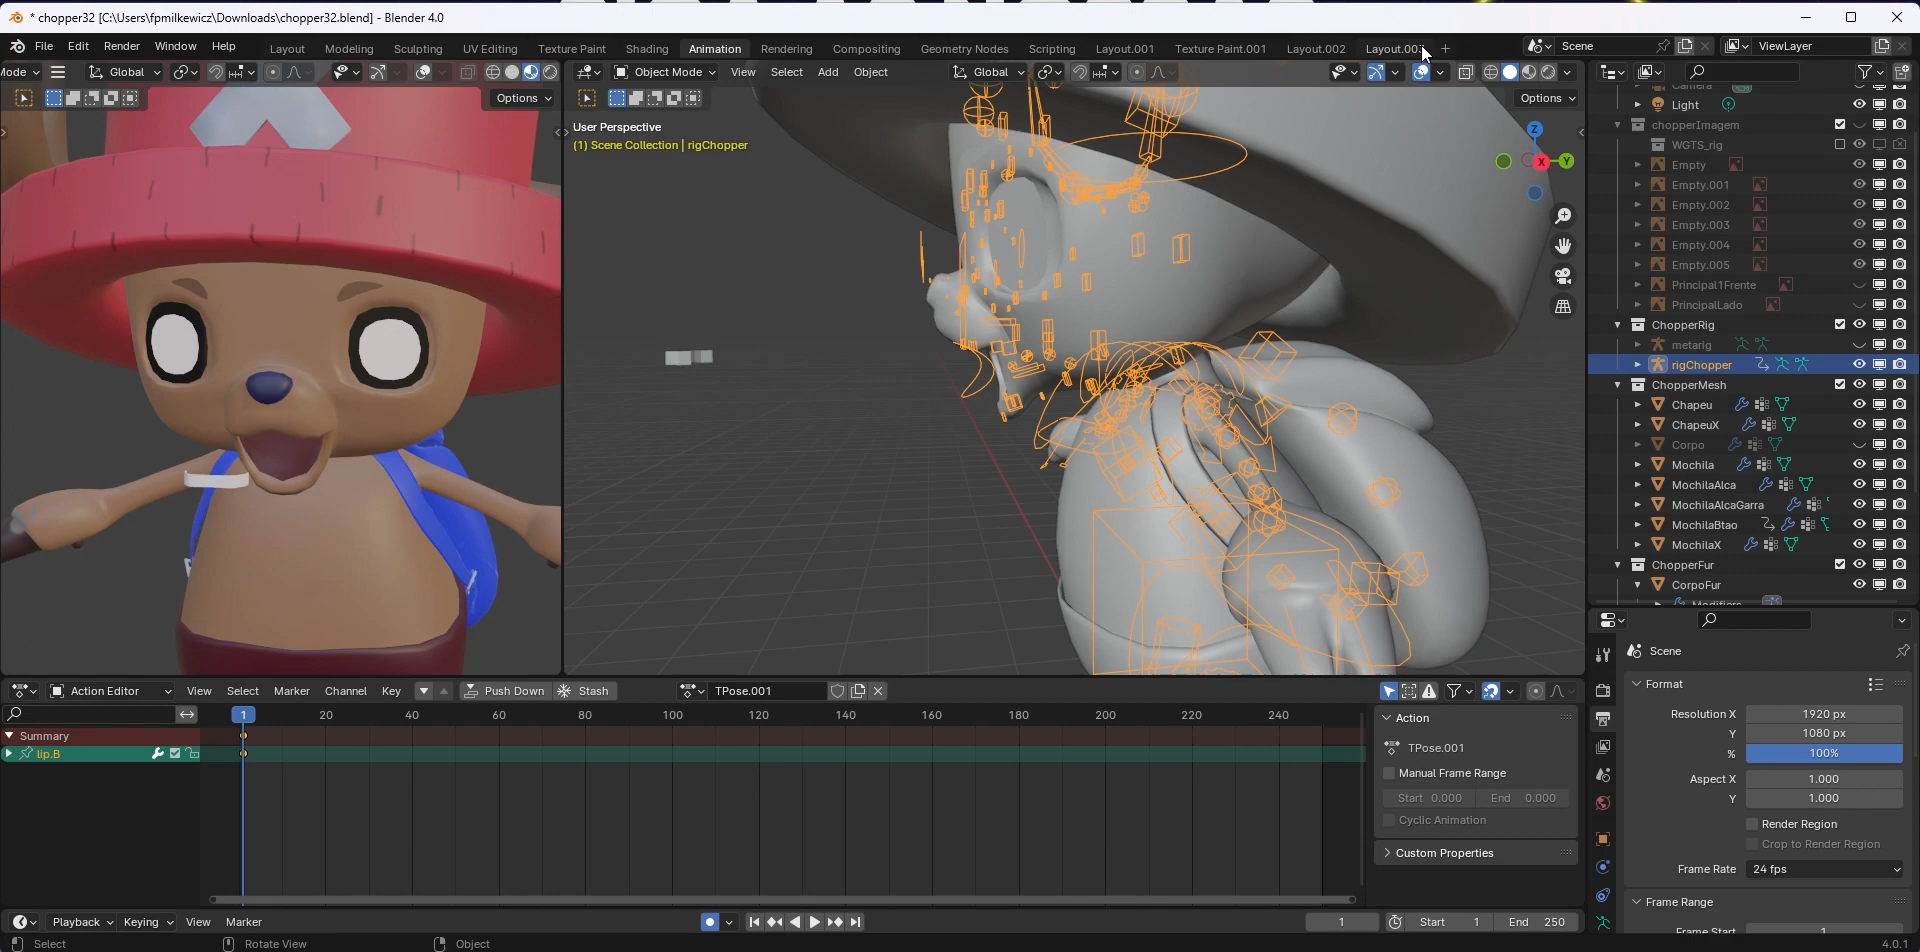 * chopper32 [C:\Users\fpmilkewicz\Downloads\chopper32.blend] - Blender 4.0
File Edit Render Window Help
Layout Modeling Sculpting UV Editing Texture Paint Shading Animation Rendering Compositing Geometry Nodes Scripting Layout.001 Texture Paint.001 Layout.002 Layout.003 +
Scene ViewLayer
Mode Global
Object Mode View Select Add Object Global
Options
Options
User Perspective
(1) Scene Collection | rigChopper
Z
X
Y
Camera
Light
chopperImagem
WGTS_rig
Empty
Empty.001
Empty.002
Empty.003
Empty.004
Empty.005
Principal1Frente
PrincipalLado
ChopperRig
metarig
rigChopper
ChopperMesh
Chapeu
ChapeuX
Corpo
Mochila
MochilaAlca
MochilaAlcaGarra
MochilaBtao
MochilaX
ChopperFur
CorpoFur
Modifiers
Scene
Format
Resolution X 1920 px
Y 1080 px
% 100%
Aspect X 1.000
Y 1.000
Render Region
Crop to Render Region
Frame Rate 24 fps
Frame Range
Frame Start 1
Action Editor View Select Marker Channel Key Push Down Stash TPose.001
1 20 40 60 80 100 120 140 160 180 200 220 240
Summary
lip.B
Action
TPose.001
Manual Frame Range
Start 0.000 End 0.000
Cyclic Animation
Custom Properties
Playback Keying View Marker
1 Start 1 End 250
Select Rotate View Object
4.0.1